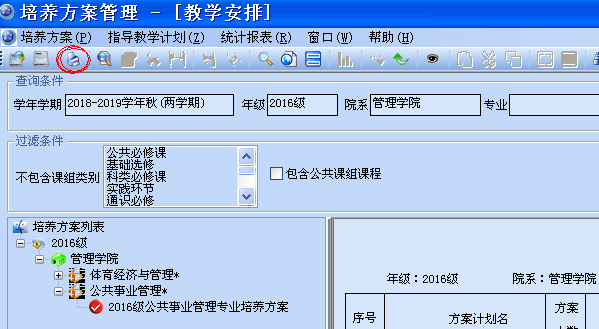 培养方案管理 - [教学安排]
培养方案(P) 指导教学计划(Z) 统计报表(R) 窗口(W) 帮助(H)
查询条件
学年学期 2018-2019学年秋(两学期) 年级 2016级 院系 管理学院 专业
过滤条件
不包含课组类别
公共必修课
基础选修
科类必修课
实践环节
通识必修
包含公共课组课程
培养方案列表
2016级
管理学院
体育经济与管理*
公共事业管理*
2016级公共事业管理专业培养方案
年级：2016级 院系：管理学院
序号 方案计划名 方案